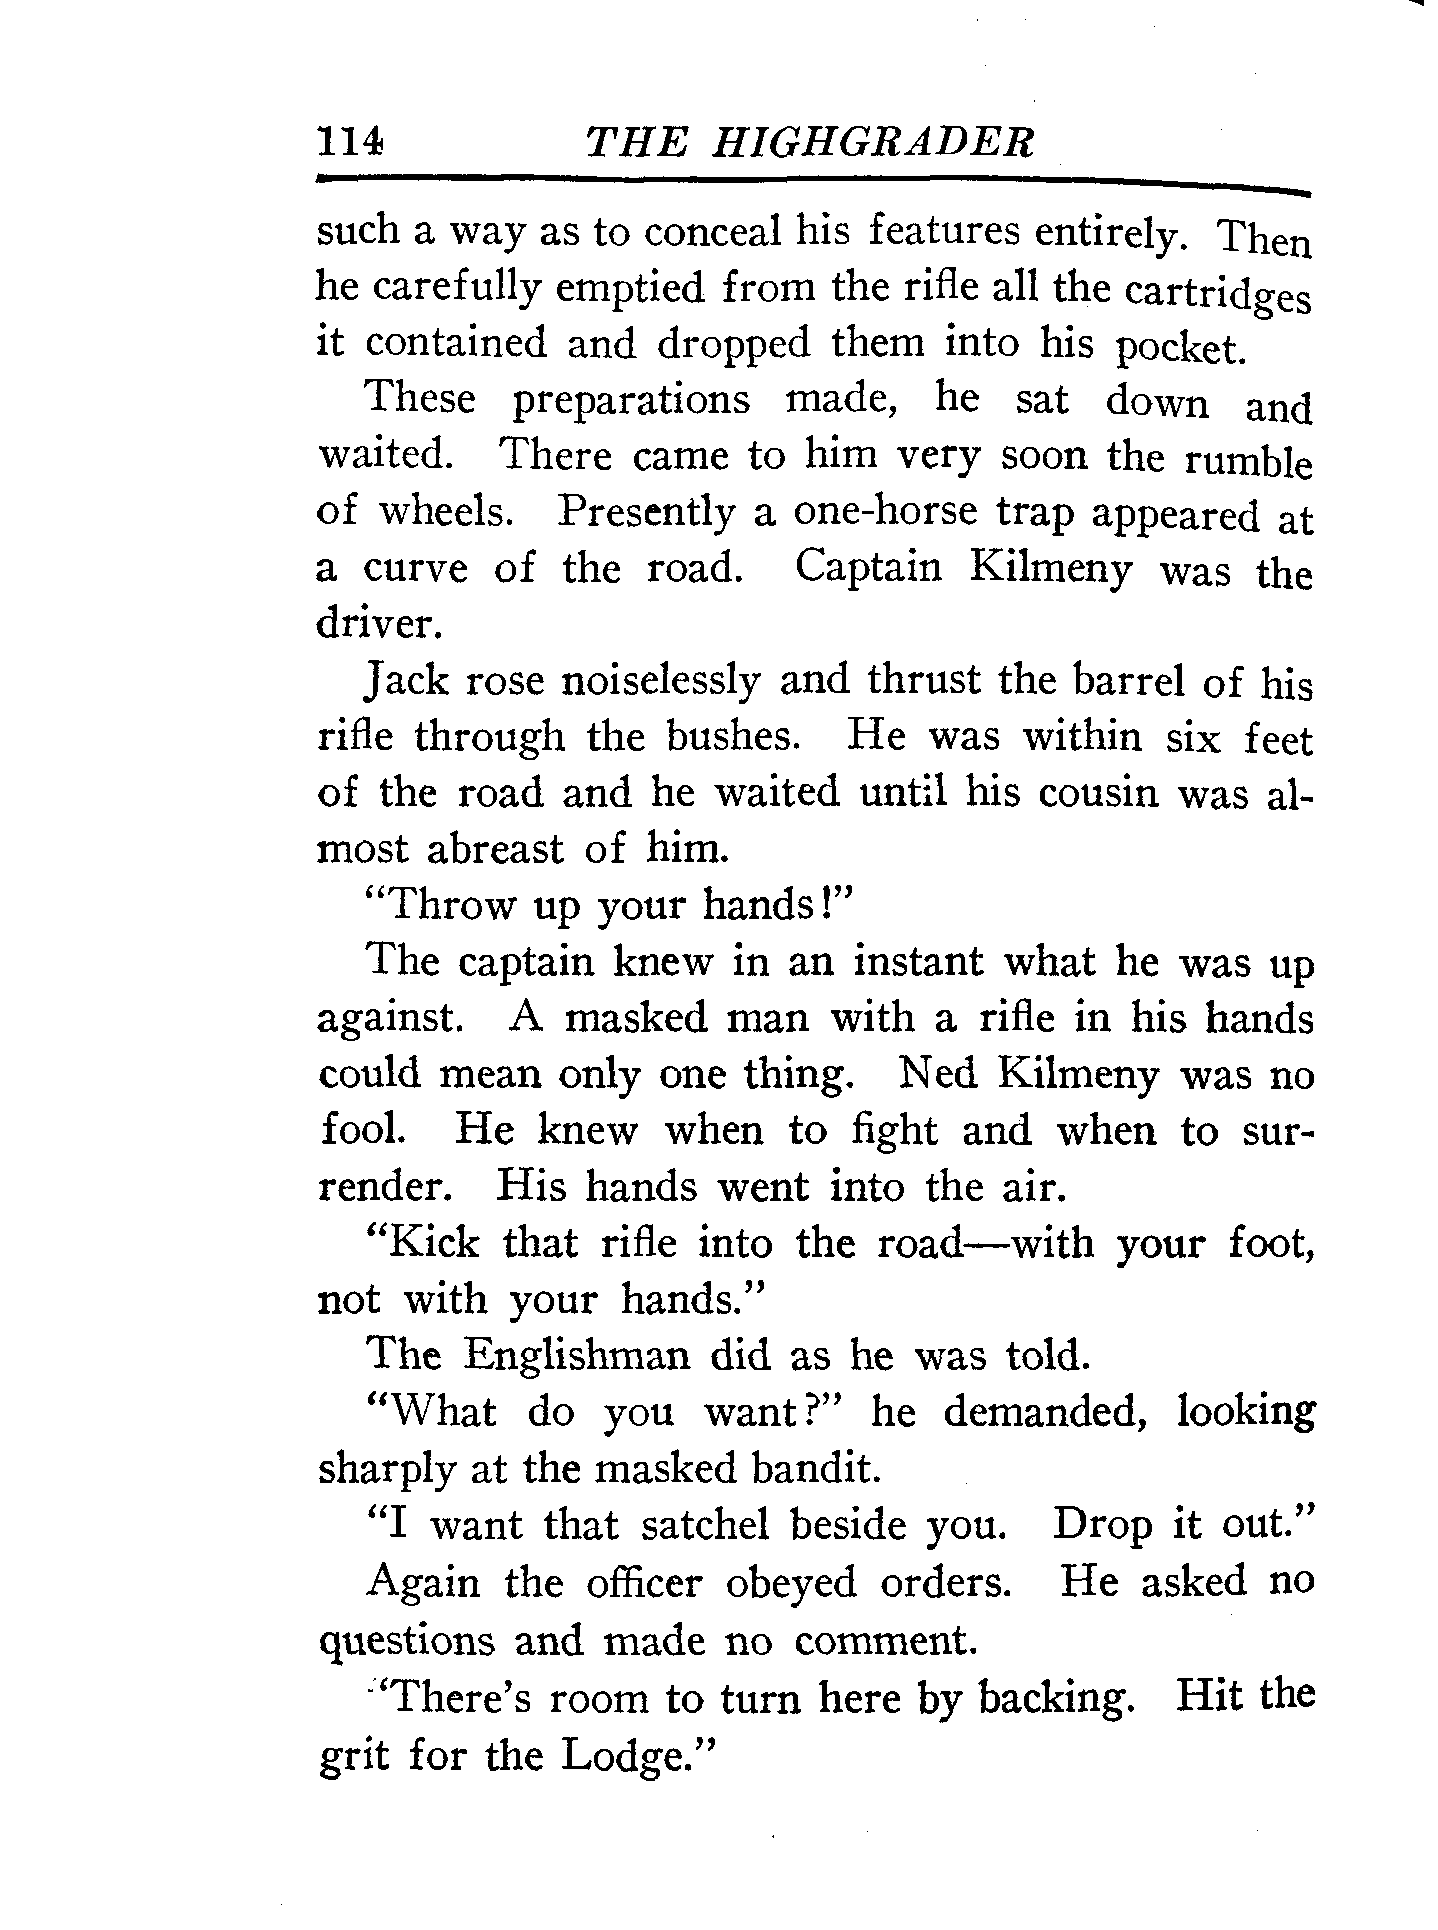 114 THE HIGHGRADER
such a way as to conceal his features entirely. Then
he carefully emptied from the rifle all the cartridges
it contained and dropped them into his pocket.
These preparations made, he sat down and
waited. There came to him very soon the rumble
of wheels. Presently a one-horse trap appeared at
a curve of the road. Captain Kilmeny was the
driver.
Jack rose noiselessly and thrust the barrel of his
rifle through the bushes. He was within six feet
of the road and he waited until his cousin was al-
most abreast of him.
“Throw up your hands!”
The captain knew in an instant what he was up
against. A masked man with a rifle in his hands
could mean only one thing. Ned Kilmeny was no
fool. He knew when to fight and when to sur-
render. His hands went into the air.
“Kick that rifle into the road—with your foot,
not with your hands.”
The Englishman did as he was told.
“What do you want?” he demanded, looking
sharply at the masked bandit.
“I want that satchel beside you. Drop it out.”
Again the officer obeyed orders. He asked no
questions and made no comment.
“There’s room to turn here by backing. Hit the
grit for the Lodge.”